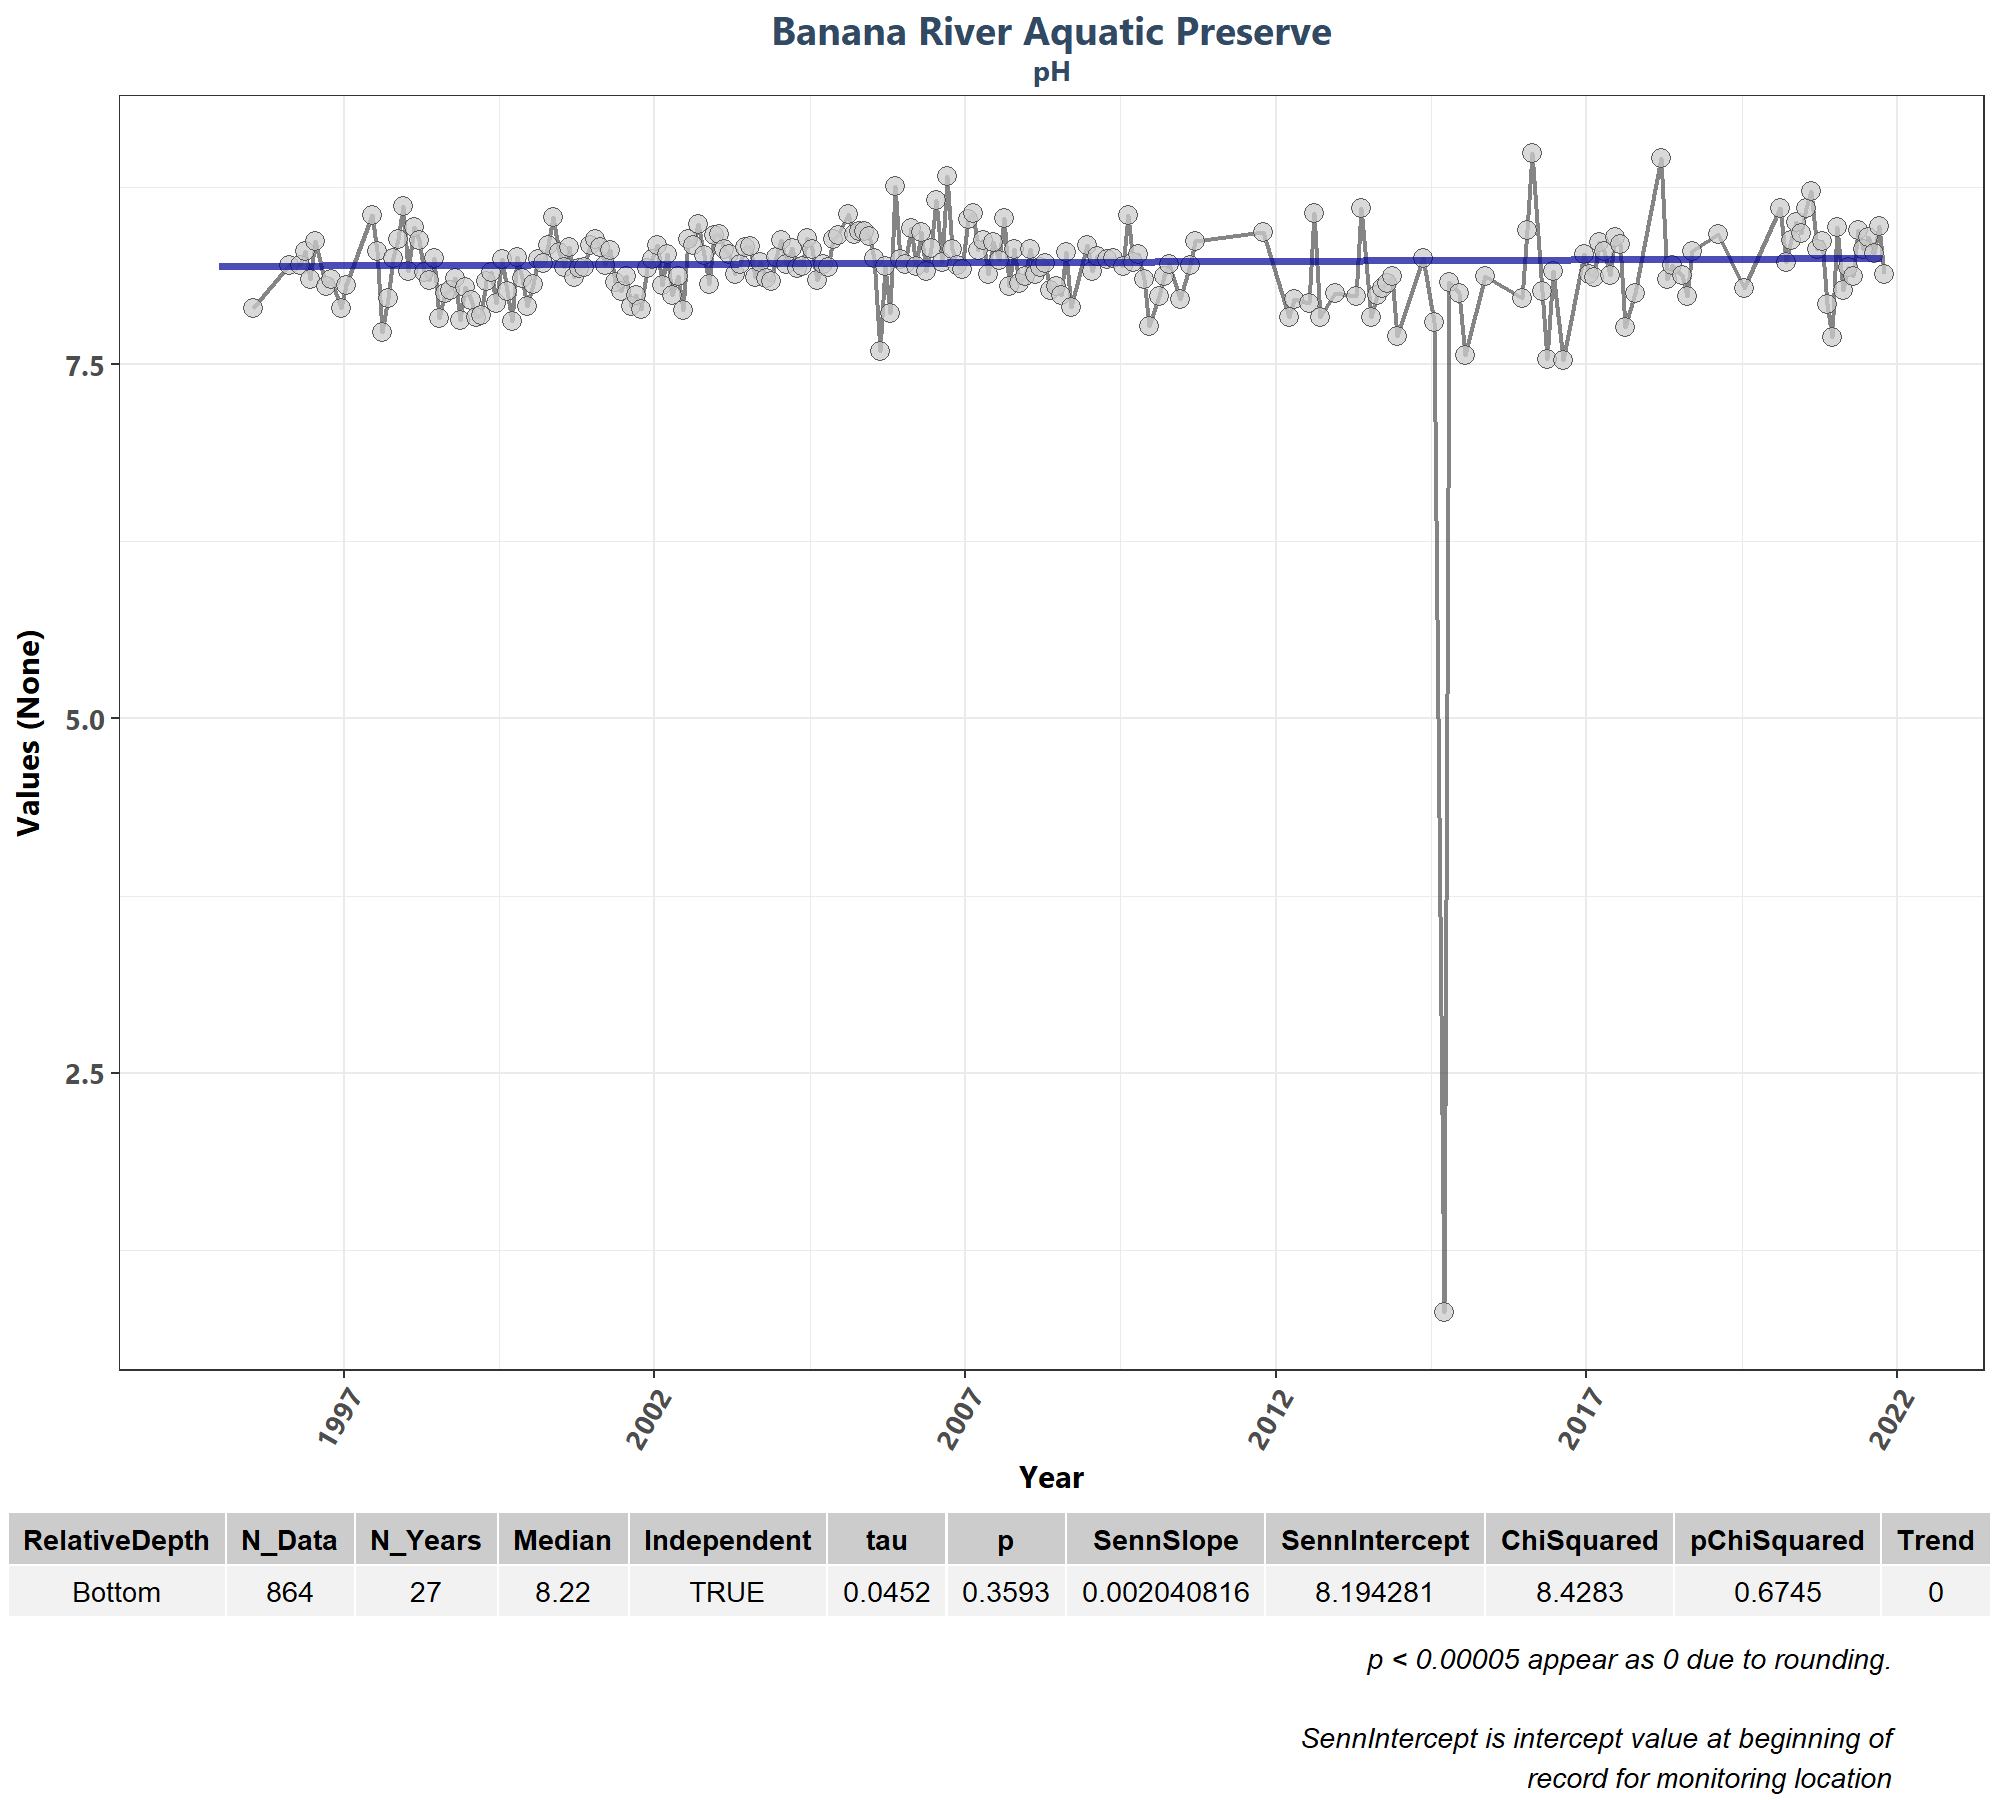 Banana River Aquatic Preserve
pH
Values (None)
7.5
5.0
2.5
1997 2002 2007 2012 2017 2022
Year
RelativeDepth N_Data N_Years Median Independent tau p SennSlope SennIntercept ChiSquared pChiSquared Trend
Bottom 864 27 8.22 TRUE 0.0452 0.3593 0.002040816 8.194281 8.4283 0.6745 0
p < 0.00005 appear as 0 due to rounding.
SennIntercept is intercept value at beginning of
record for monitoring location